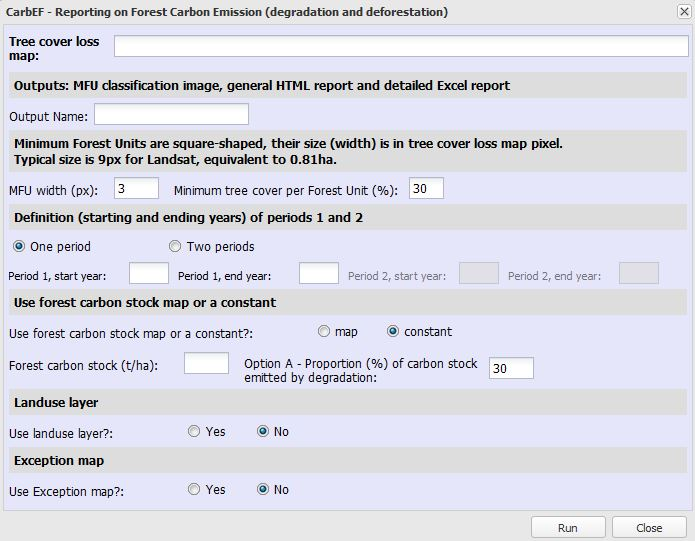 CarbEF - Reporting on Forest Carbon Emission (degradation and deforestation)
Tree cover loss
map:
Outputs: MFU classification image, general HTML report and detailed Excel report
Output Name:
Minimum Forest Units are square-shaped, their size (width) is in tree cover loss map pixel.
Typical size is 9px for Landsat, equivalent to 0.81ha.
MFU width (px): 3 Minimum tree cover per Forest Unit (%): 30
Definition (starting and ending years) of periods 1 and 2
One period Two periods
Period 1, start year: Period 1, end year: Period 2, start year: Period 2, end year:
Use forest carbon stock map or a constant
Use forest carbon stock map or a constant?: map constant
Forest carbon stock (t/ha): Option A - Proportion (%) of carbon stock
emitted by degradation: 30
Landuse layer
Use landuse layer?: Yes No
Exception map
Use Exception map?: Yes No
Run Close